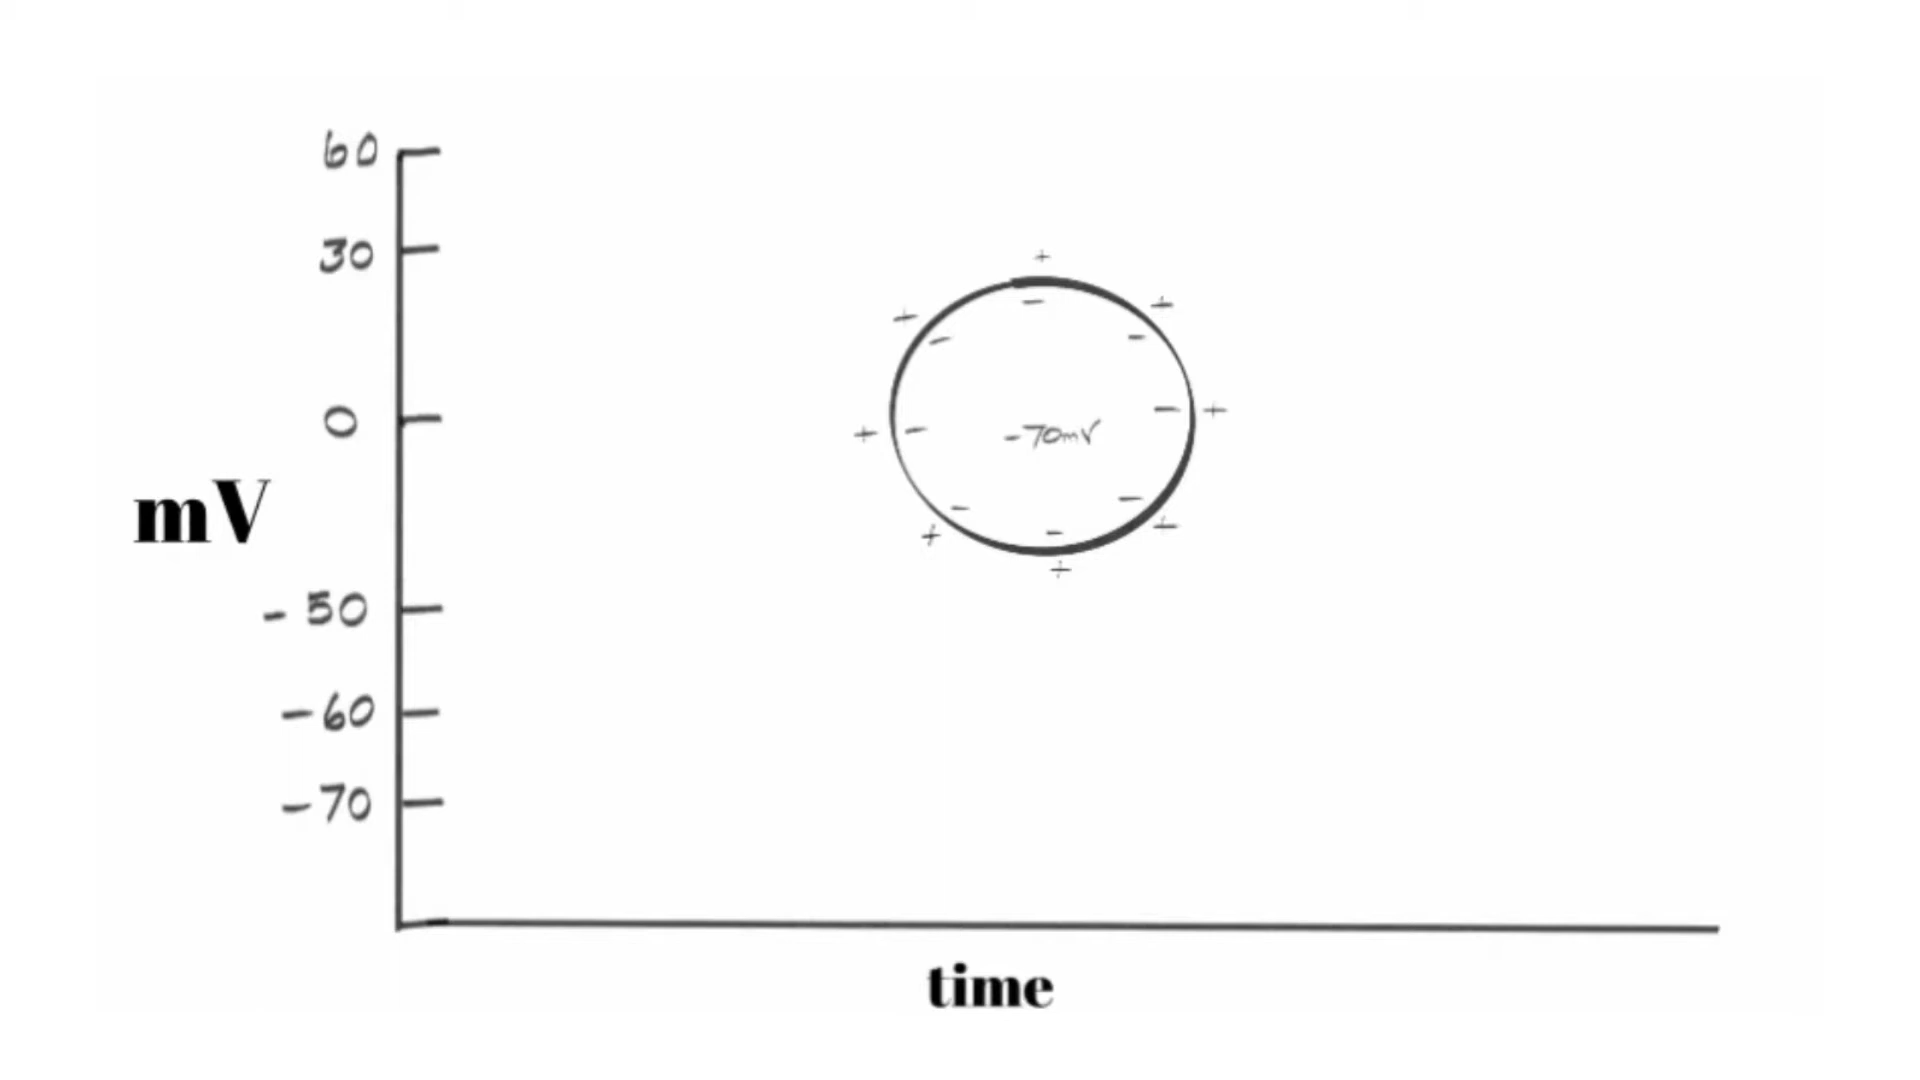 60
30
0
mV
- 50
-60
-70
+
+ - +
- -
- +
+ - -70mV
- -
+ - +
+
time